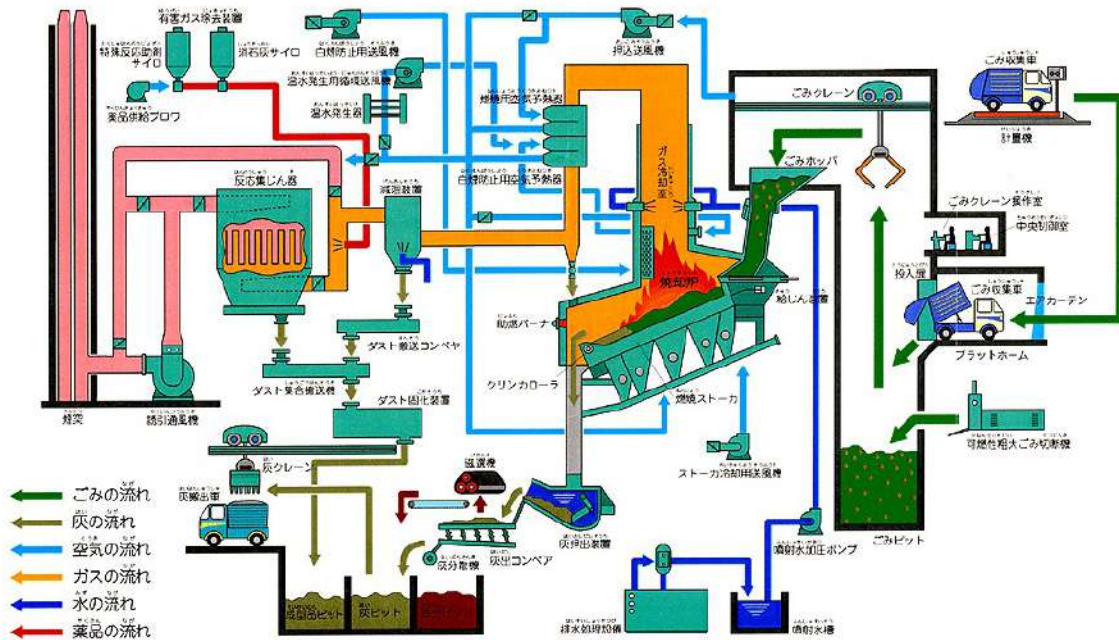 有害ガス除去装置
特殊反応助剤
サイロ
消石灰サイロ
薬品供給ブロワ
白煙防止用送風機
温水発生用循環送風機
温水発生器
燃焼用空気予熱器
白煙防止用空気予熱器
押込送風機
ごみクレーン
ごみ収集車
計量機
反応集じん器
減温装置
ガス冷却室
ごみホッパ
ごみクレーン操作室
中央制御室
投入扉
ごみ収集車
エアカーテン
プラットホーム
焼却炉
給じん装置
助燃バーナ
ダスト搬送コンベヤ
クリンカローラ
燃焼ストーカ
ダスト集合搬送機
煙突
誘引通風機
ダスト固化装置
ストーカ冷却用送風機
可燃性粗大ごみ切断機
灰クレーン
磁選機
灰搬出車
灰押出装置
噴射水加圧ポンプ
ごみピット
灰分散機
灰出コンベア
成型品ピット
灰ピット
排水処理設備
噴射水槽
ごみの流れ
灰の流れ
空気の流れ
ガスの流れ
水の流れ
薬品の流れ